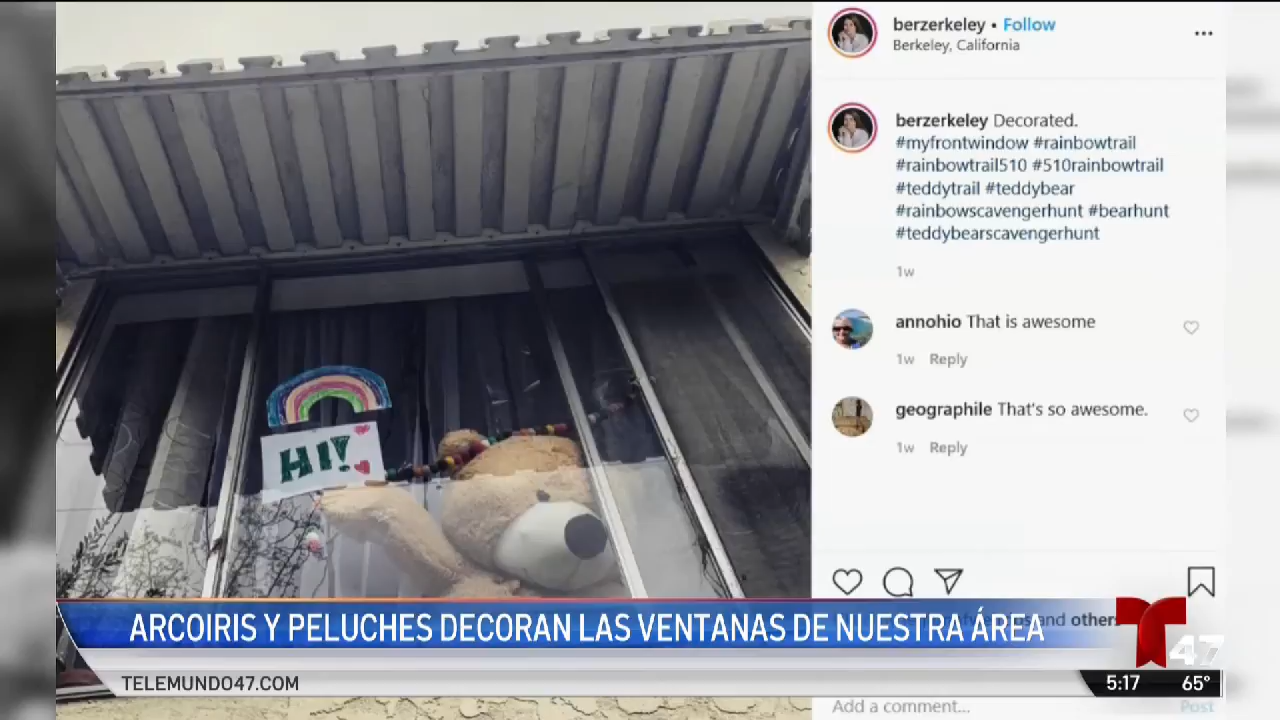 berzerkeley • Follow
Berkeley, California
berzerkeley Decorated.
#myfrontwindow #rainbowtrail
#rainbowtrail510 #510rainbowtrail
#teddytrail #teddybear
#rainbowscavengerhunt #bearhunt
#teddybearscavengerhunt
1w
annohio That is awesome
1w Reply
geographile That's so awesome.
1w Reply
HI!
and others
ARCOIRIS Y PELUCHES DECORAN LAS VENTANAS DE NUESTRA ÁREA
T
47
TELEMUNDO47.COM
5:17 65°
Add a comment... Post